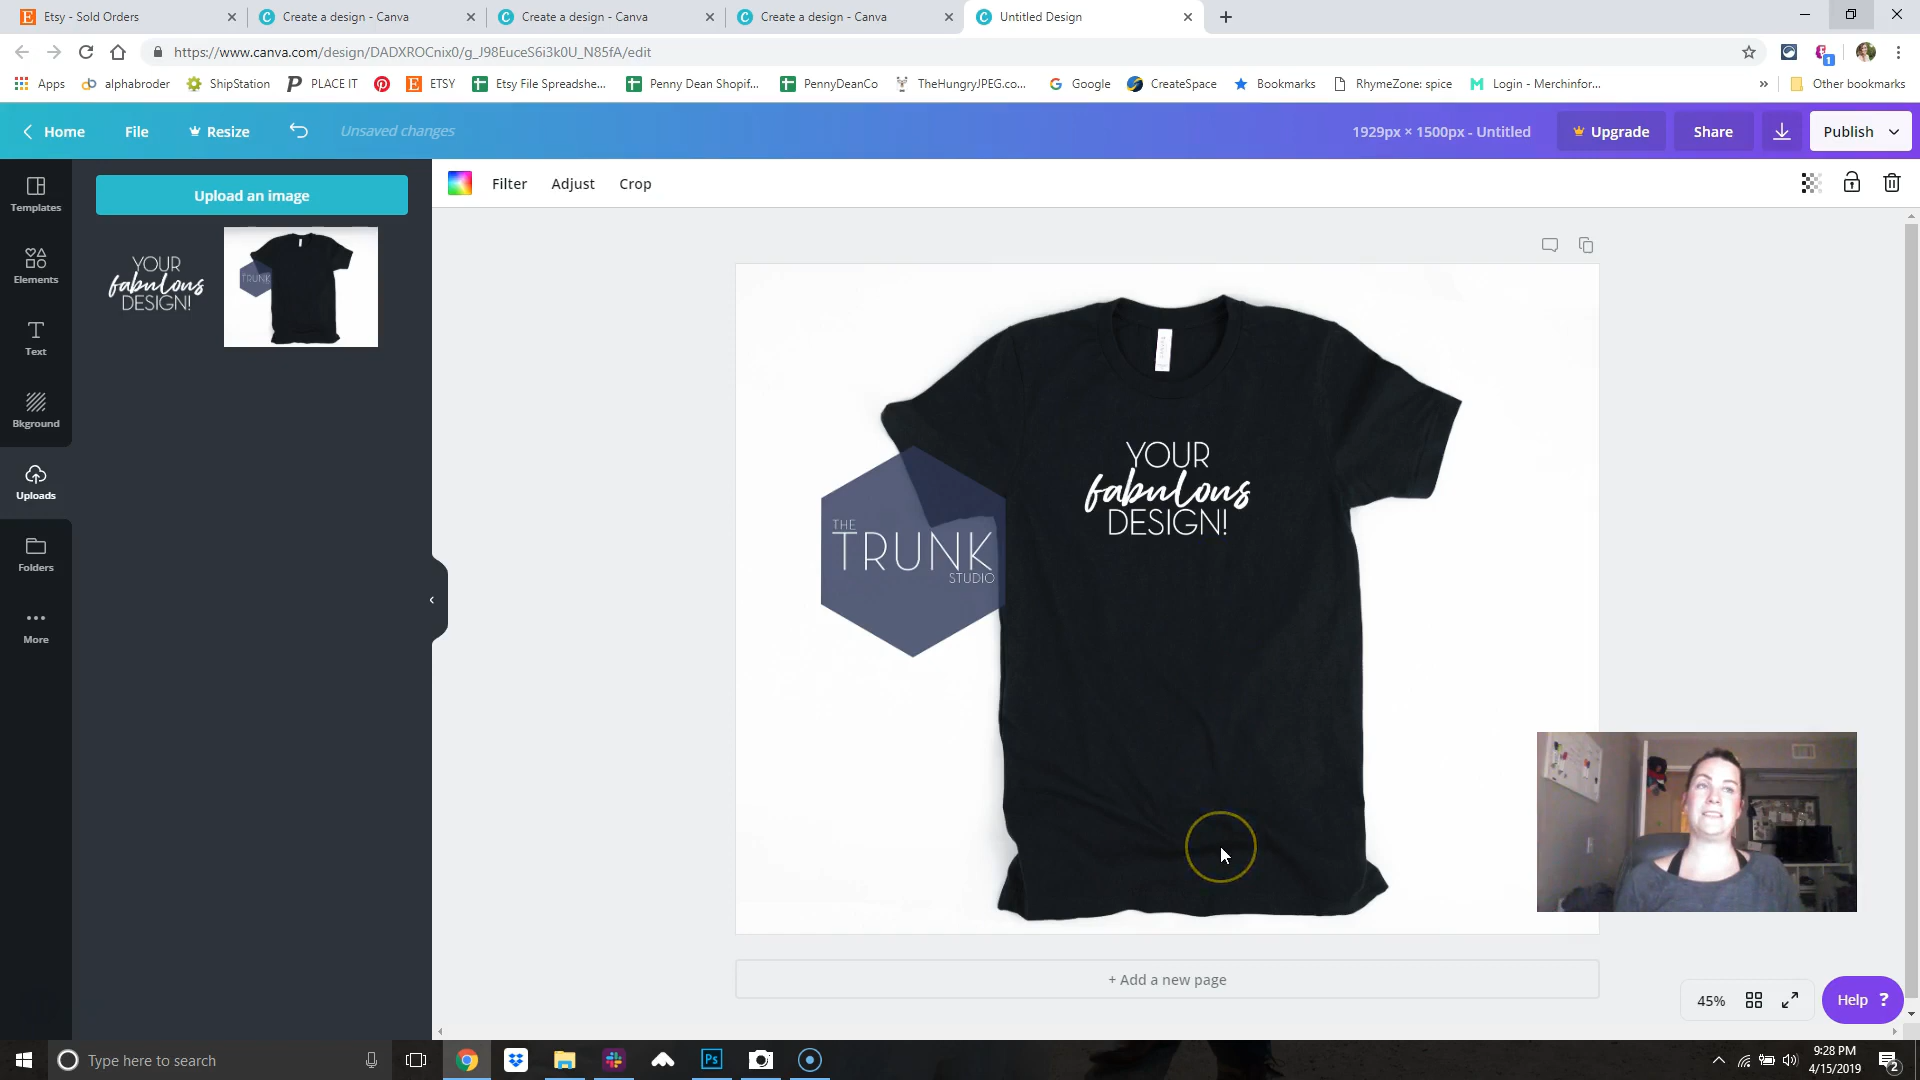 Etsy - Sold Orders
Create a design - Canva
Create a design - Canva
Create a design - Canva
Untitled Design
https://www.canva.com/design/DADXROCnix0/g_J98EuceS6i3k0U_N85fA/edit
Apps
alphabroder
ShipStation
PLACE IT
ETSY
Etsy File Spreadshe...
Penny Dean Shopif...
PennyDeanCo
TheHungryJPEG.co...
Google
CreateSpace
Bookmarks
RhymeZone: spice
Login - Merchinfor...
»
Other bookmarks
Home
File
Resize
Unsaved changes
1929px × 1500px - Untitled
Upgrade
Share
Publish
Templates
Elements
Text
Bkground
Uploads
Folders
More
Upload an image
YOUR
fabulous
DESIGN!
TRUNK
Filter
Adjust
Crop
YOUR
fabulous
DESIGN!
THE
TRUNK
STUDIO
+ Add a new page
45%
Help ?
Type here to search
Ps
9:28 PM
4/15/2019
2